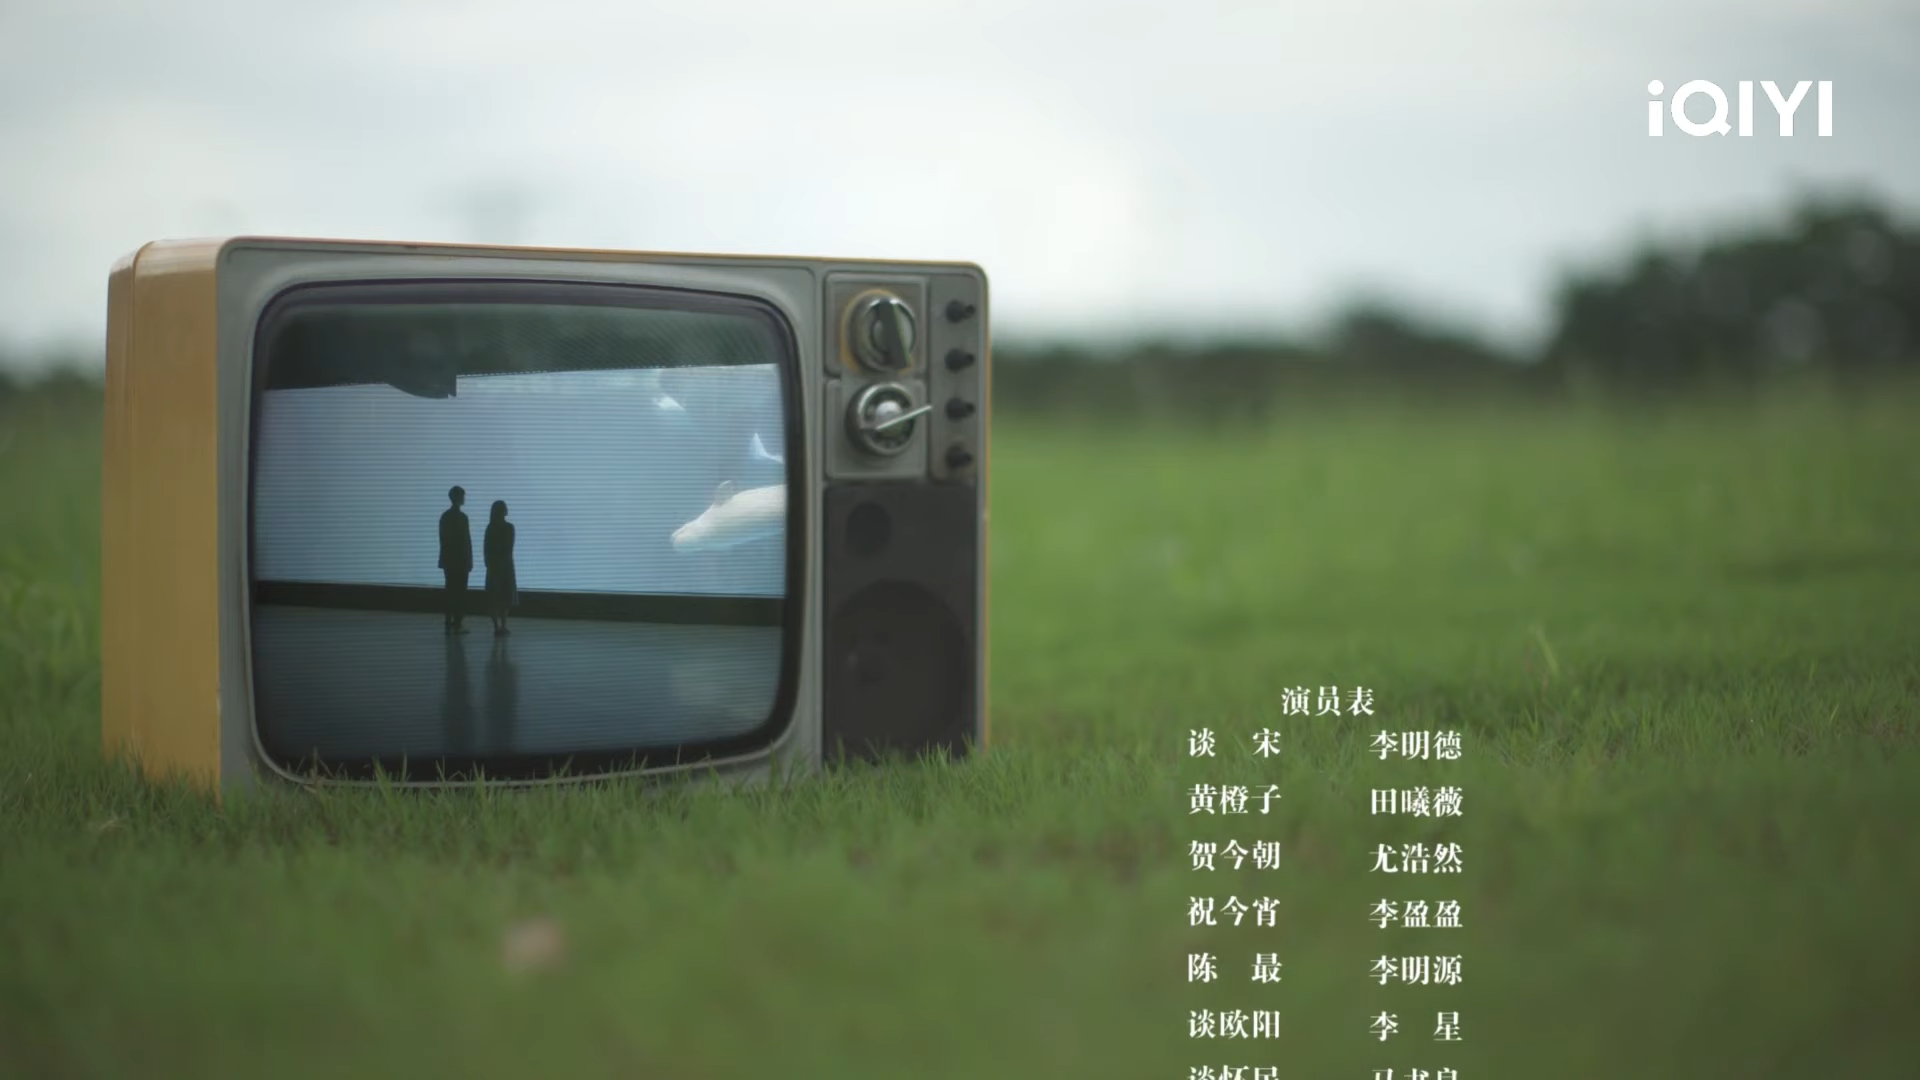 iQIYI
演员表
谈　宋　李明德
黄橙子　田曦薇
贺今朝　尤浩然
祝今宵　李盈盈
陈　最　李明源
谈欧阳　李　星